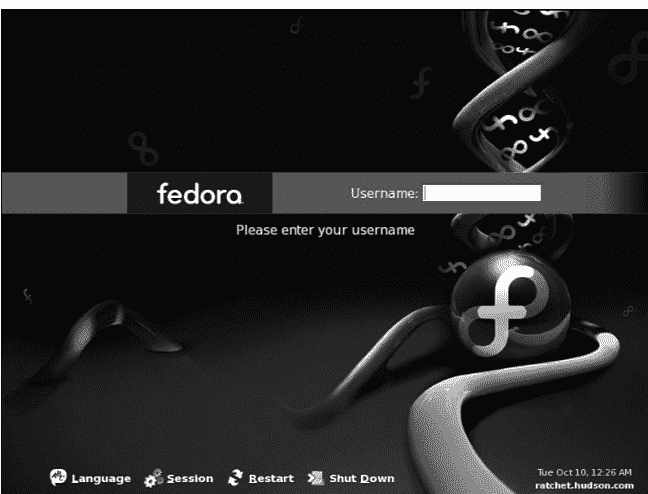 fedora
Username:
Please enter your username
Language Session Restart Shut Down
Tue Oct 10, 12:26 AM
ratchet.hudson.com